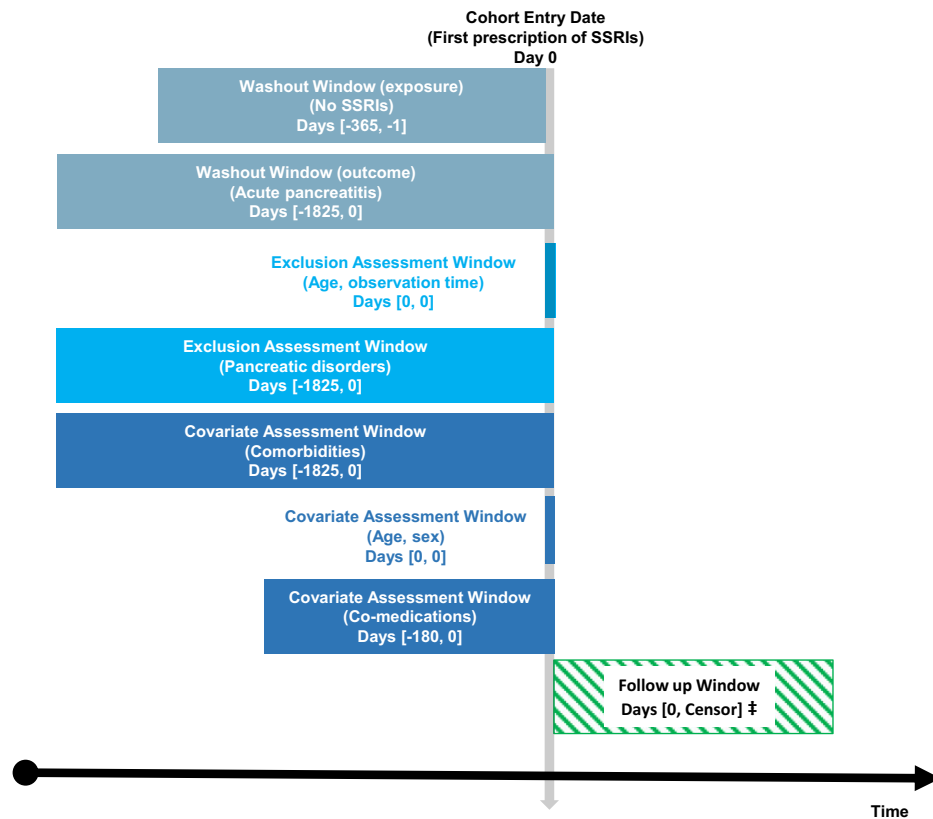 Cohort Entry Date
(First prescription of SSRIs)
Day 0
Washout Window (exposure)
(No SSRIs)
Days [-365, -1]
Washout Window (outcome)
(Acute pancreatitis)
Days [-1825, 0]
Exclusion Assessment Window
(Age, observation time)
Days [0, 0]
Exclusion Assessment Window
(Pancreatic disorders)
Days [-1825, 0]
Covariate Assessment Window
(Comorbidities)
Days [-1825, 0]
Covariate Assessment Window
(Age, sex)
Days [0, 0]
Covariate Assessment Window
(Co-medications)
Days [-180, 0]
Follow up Window
Days [0, Censor] ‡
Time